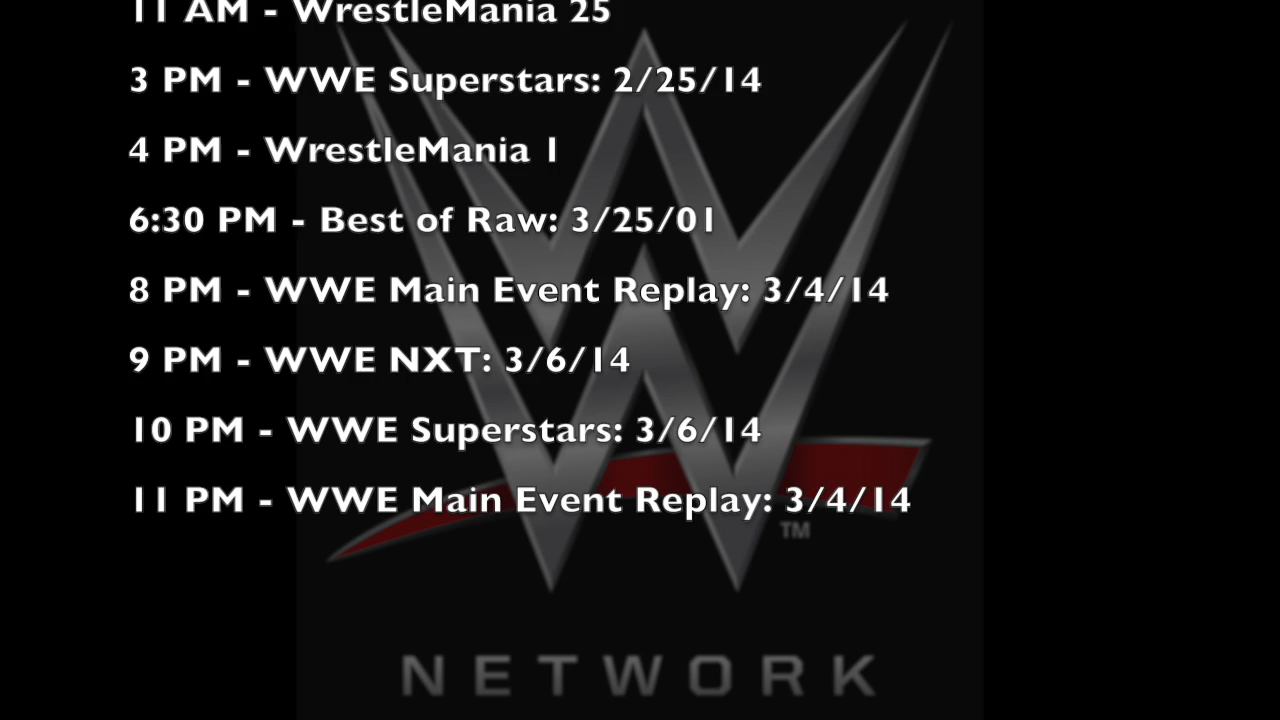 11 AM - WrestleMania 25
3 PM - WWE Superstars: 2/25/14
4 PM - WrestleMania 1
6:30 PM - Best of Raw: 3/25/01
8 PM - WWE Main Event Replay: 3/4/14
9 PM - WWE NXT: 3/6/14
10 PM - WWE Superstars: 3/6/14
11 PM - WWE Main Event Replay: 3/4/14
TM
NETWORK